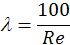 λ = 100 / Re